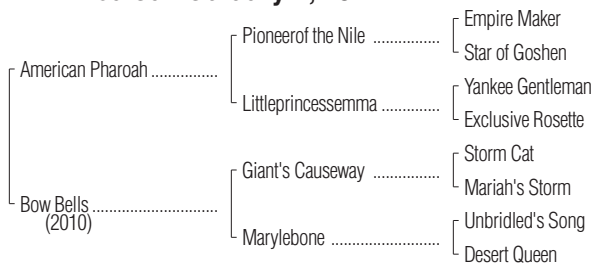 Pioneerof the Nile ................
Empire Maker
Star of Goshen
American Pharoah ................
Littleprincessemma ..............
Yankee Gentleman
Exclusive Rosette
Giant's Causeway ................
Storm Cat
Mariah's Storm
Bow Bells ..............................
(2010)
Marylebone ..........................
Unbridled's Song
Desert Queen